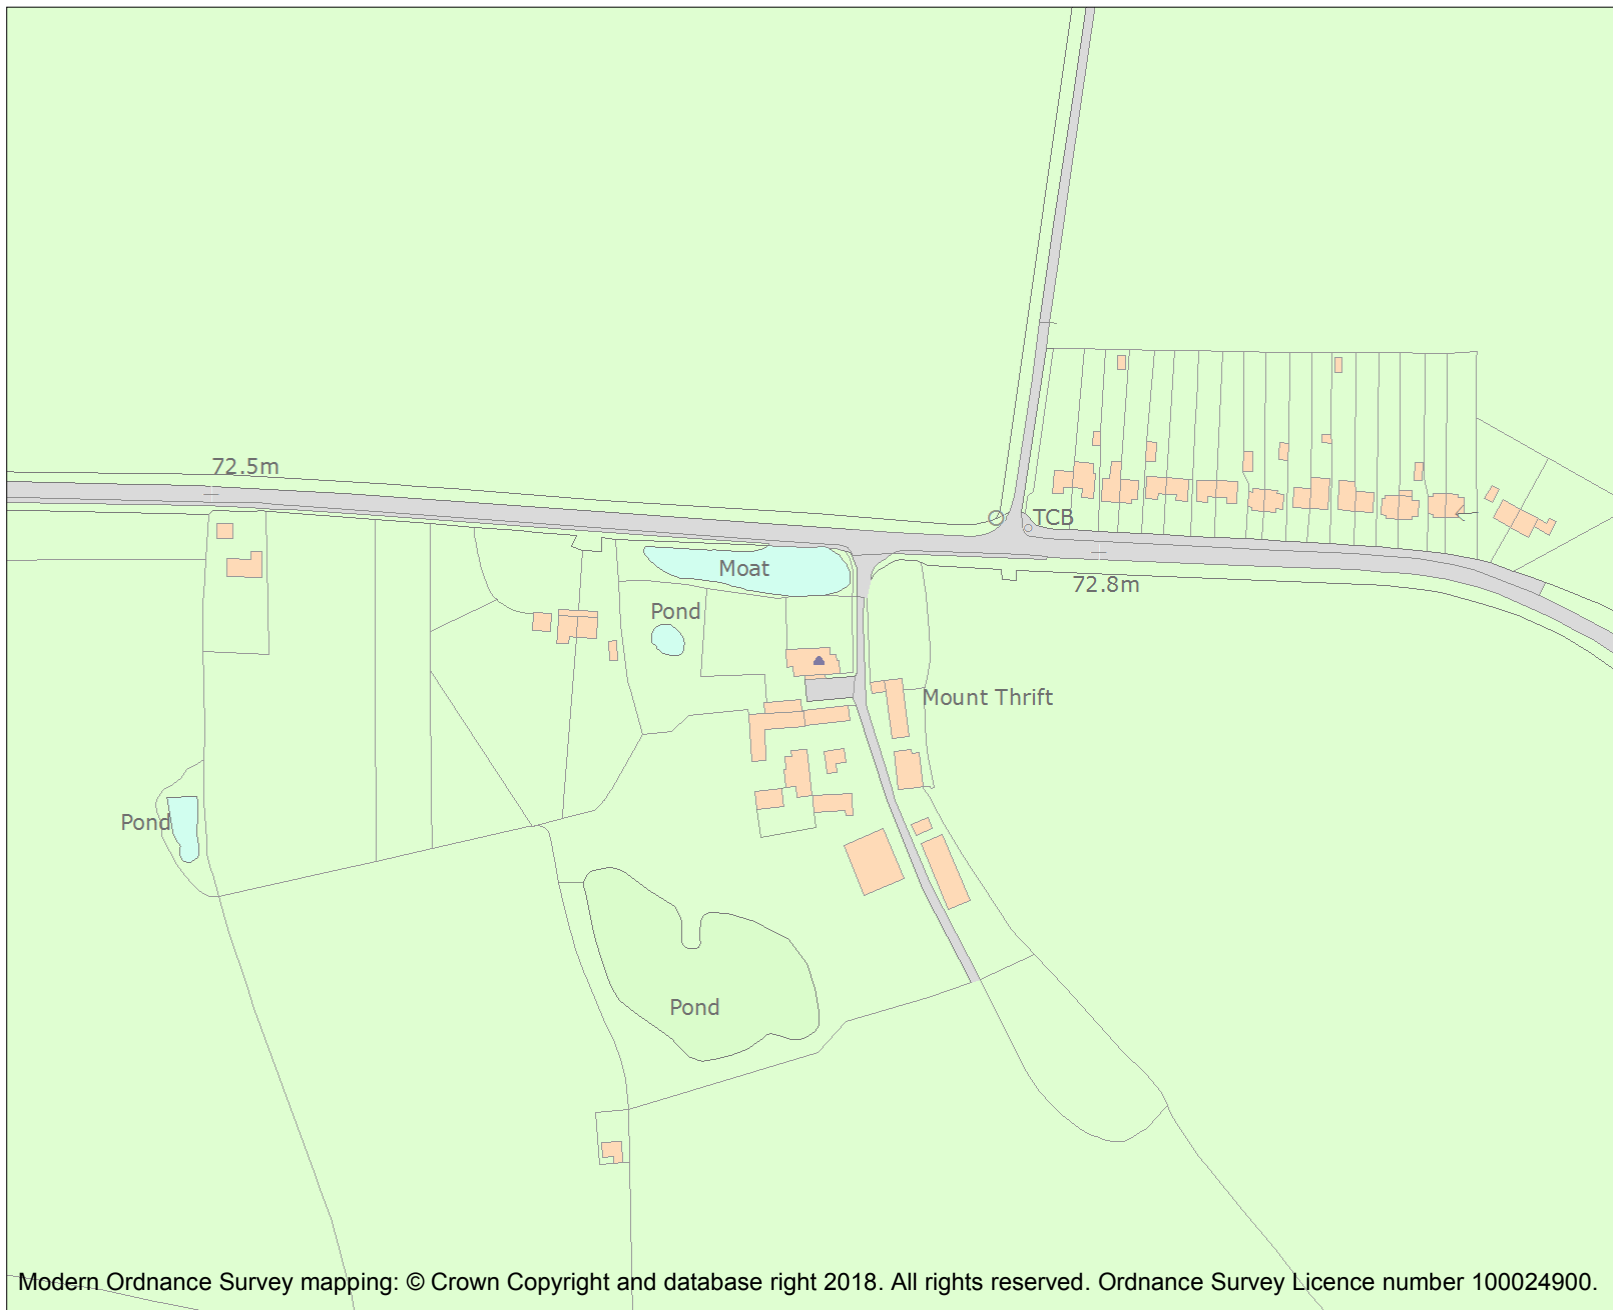 72.5m
TCB
Moat
72.8m
Pond
Mount Thrift
Pond
Pond
Modern Ordnance Survey mapping: © Crown Copyright and database right 2018. All rights reserved. Ordnance Survey Licence number 100024900.